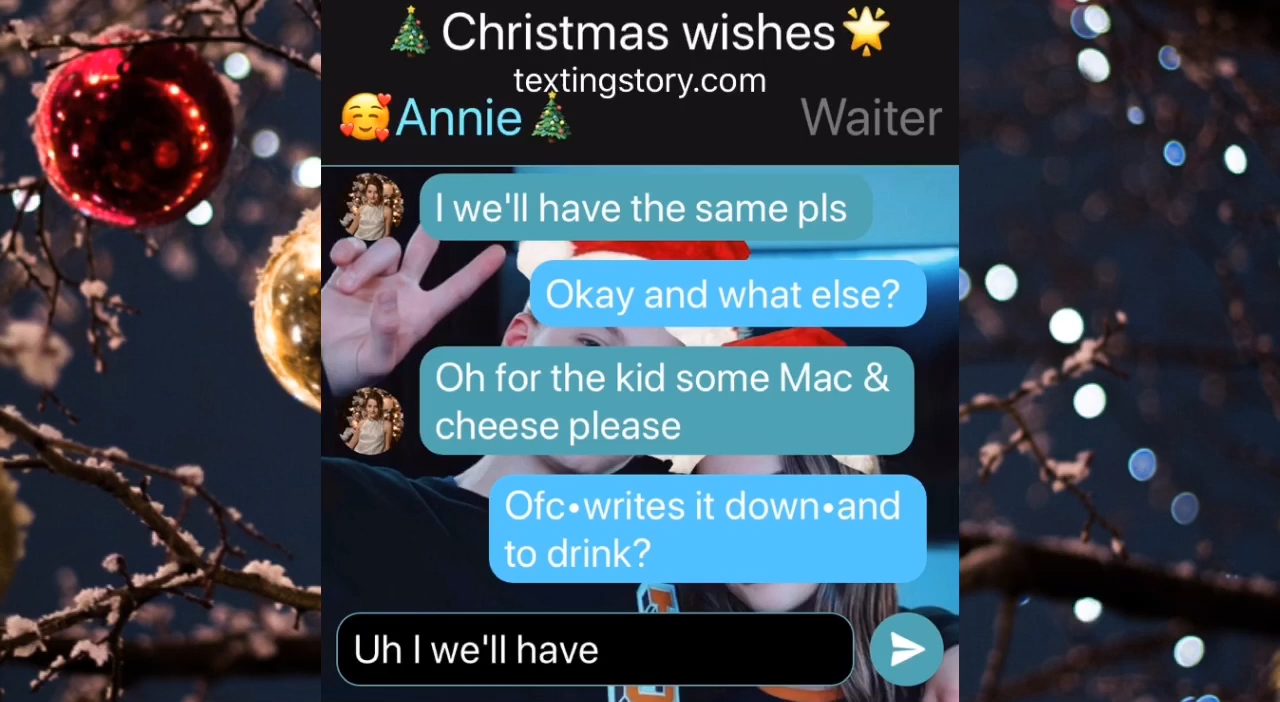 🎄Christmas wishes🌟
textingstory.com
🥰Annie🎄 Waiter
I we'll have the same pls
Okay and what else?
Oh for the kid some Mac &
cheese please
Ofc•writes it down•and
to drink?
Uh I we'll have